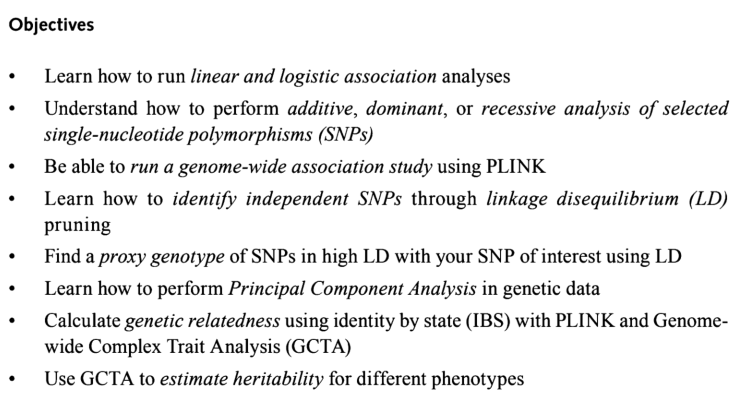 Objectives
• Learn how to run linear and logistic association analyses
• Understand how to perform additive, dominant, or recessive analysis of selected
single-nucleotide polymorphisms (SNPs)
• Be able to run a genome-wide association study using PLINK
• Learn how to identify independent SNPs through linkage disequilibrium (LD)
pruning
• Find a proxy genotype of SNPs in high LD with your SNP of interest using LD
• Learn how to perform Principal Component Analysis in genetic data
• Calculate genetic relatedness using identity by state (IBS) with PLINK and Genome-
wide Complex Trait Analysis (GCTA)
• Use GCTA to estimate heritability for different phenotypes